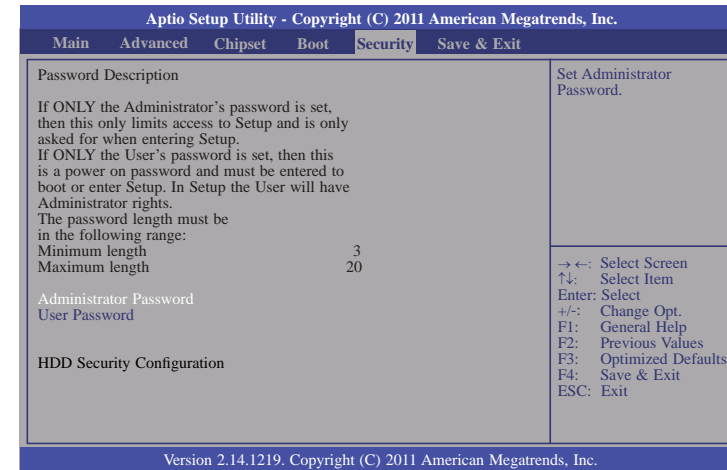 Aptio Setup Utility - Copyright (C) 2011 American Megatrends, Inc.
Main Advanced Chipset Boot Security Save & Exit
Password Description
If ONLY the Administrator's password is set,
then this only limits access to Setup and is only
asked for when entering Setup.
If ONLY the User's password is set, then this
is a power on password and must be entered to
boot or enter Setup. In Setup the User will have
Administrator rights.
The password length must be
in the following range:
Minimum length 3
Maximum length 20
Administrator Password
User Password
HDD Security Configuration
Set Administrator
Password.
→←: Select Screen
↑↓: Select Item
Enter: Select
+/-: Change Opt.
F1: General Help
F2: Previous Values
F3: Optimized Defaults
F4: Save & Exit
ESC: Exit
Version 2.14.1219. Copyright (C) 2011 American Megatrends, Inc.